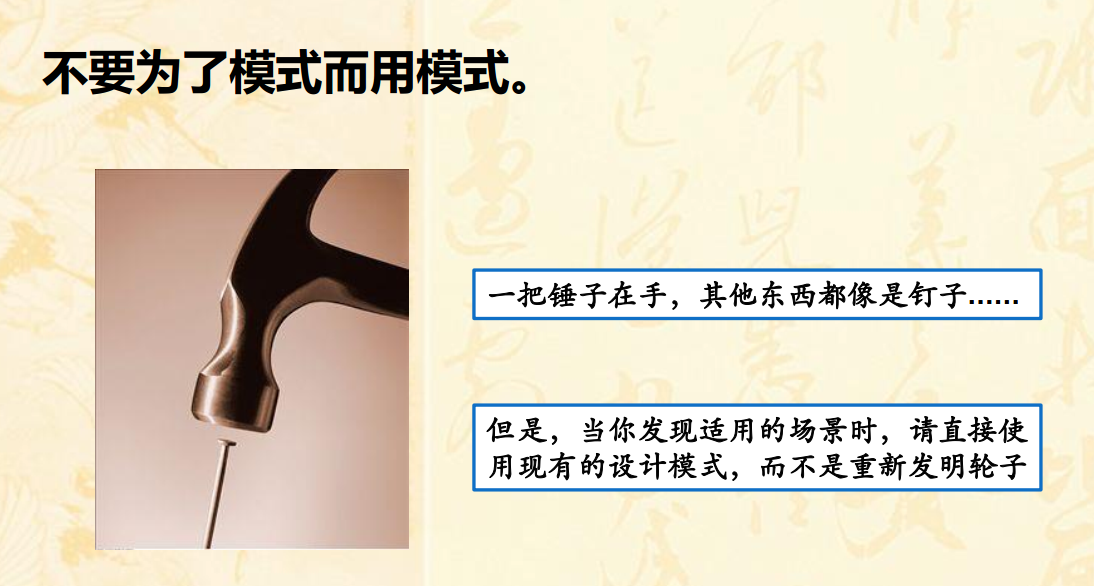 不要为了模式而用模式。
一把锤子在手，其他东西都像是钉子……
但是，当你发现适用的场景时，请直接使
用现有的设计模式，而不是重新发明轮子